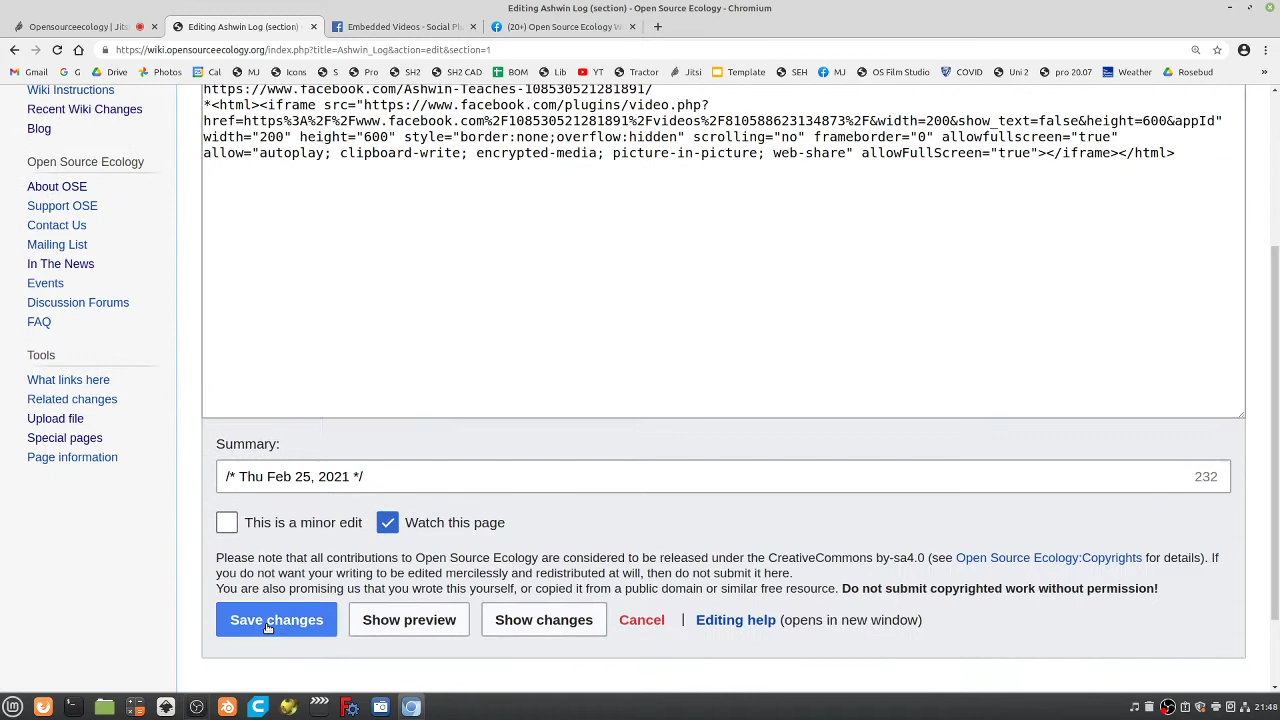 Editing Ashwin Log (section) - Open Source Ecology - Chromium
Opensourceecology | Jits
Editing Ashwin Log (section)
Embedded Videos - Social Pl
(20+) Open Source Ecology W
https://wiki.opensourceecology.org/index.php?title=Ashwin_Log&action=edit&section=1
Gmail
G
Drive
Photos
Cal
MJ
Icons
S
Pro
SH2
SH2 CAD
BOM
Lib
YT
Tractor
Jitsi
Template
SEH
MJ
OS Film Studio
COVID
Uni 2
pro 20.07
Weather
Rosebud
»
Wiki Instructions
Recent Wiki Changes
Blog
Open Source Ecology
About OSE
Support OSE
Contact Us
Mailing List
In The News
Events
Discussion Forums
FAQ
Tools
What links here
Related changes
Upload file
Special pages
Page information
https://www.facebook.com/Ashwin-Teaches-108530521281891/
*<html><iframe src="https://www.facebook.com/plugins/video.php?
href=https%3A%2F%2Fwww.facebook.com%2F108530521281891%2Fvideos%2F810588623134873%2F&width=200&show_text=false&height=600&appId"
width="200" height="600" style="border:none;overflow:hidden" scrolling="no" frameborder="0" allowfullscreen="true"
allow="autoplay; clipboard-write; encrypted-media; picture-in-picture; web-share" allowFullScreen="true"></iframe></html>
Summary:
/* Thu Feb 25, 2021 */
232
This is a minor edit
Watch this page
Please note that all contributions to Open Source Ecology are considered to be released under the CreativeCommons by-sa4.0 (see Open Source Ecology:Copyrights for details). If
you do not want your writing to be edited mercilessly and redistributed at will, then do not submit it here.
You are also promising us that you wrote this yourself, or copied it from a public domain or similar free resource. Do not submit copyrighted work without permission!
Save changes
Show preview
Show changes
Cancel
| Editing help (opens in new window)
21:48